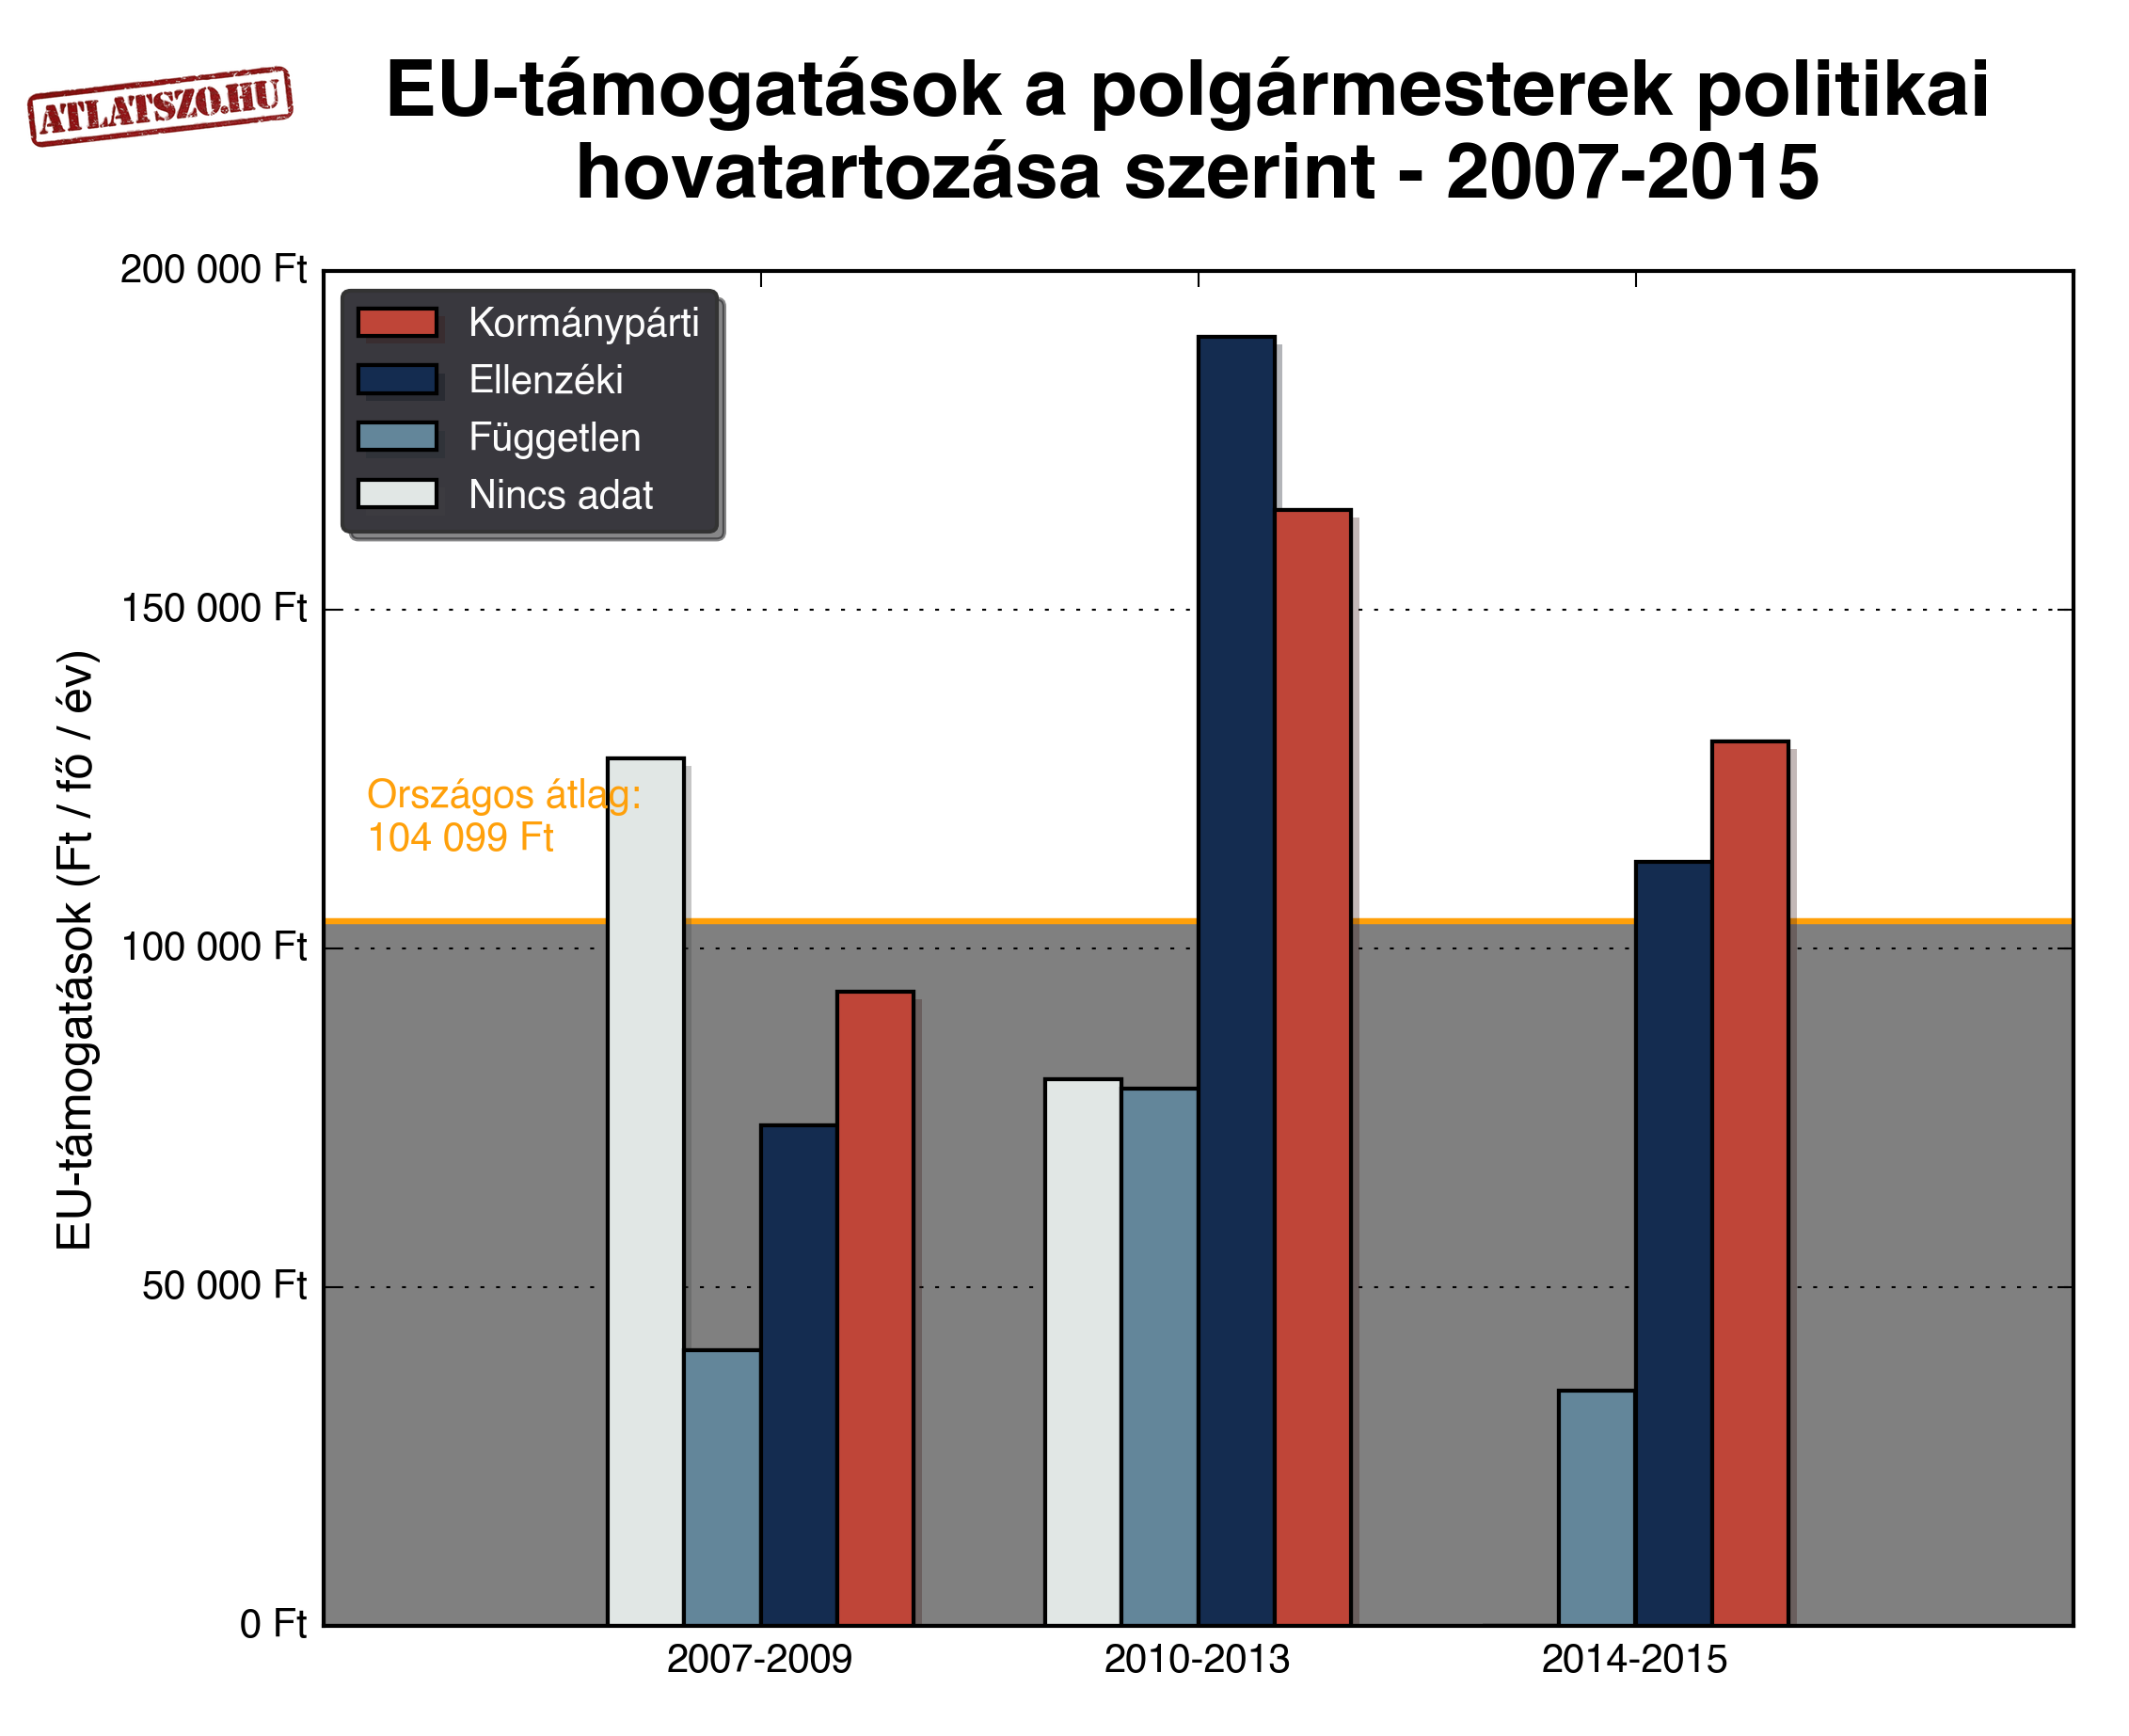 ATLATSZO.HU
EU-támogatások a polgármesterek politikai
hovatartozása szerint - 2007-2015
200 000 Ft
150 000 Ft
100 000 Ft
50 000 Ft
0 Ft
EU-támogatások (Ft / fő / év)
Kormánypárti
Ellenzéki
Független
Nincs adat
Országos átlag:
104 099 Ft
2007-2009
2010-2013
2014-2015